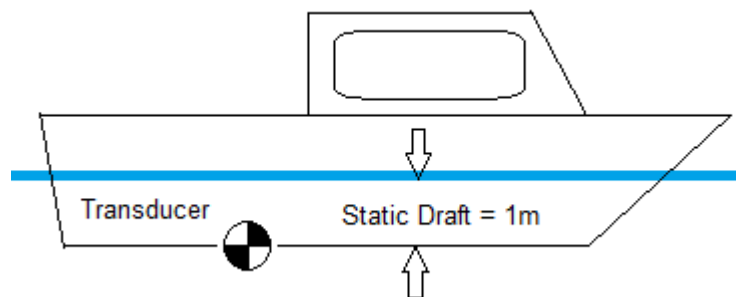 Transducer
Static Draft = 1m